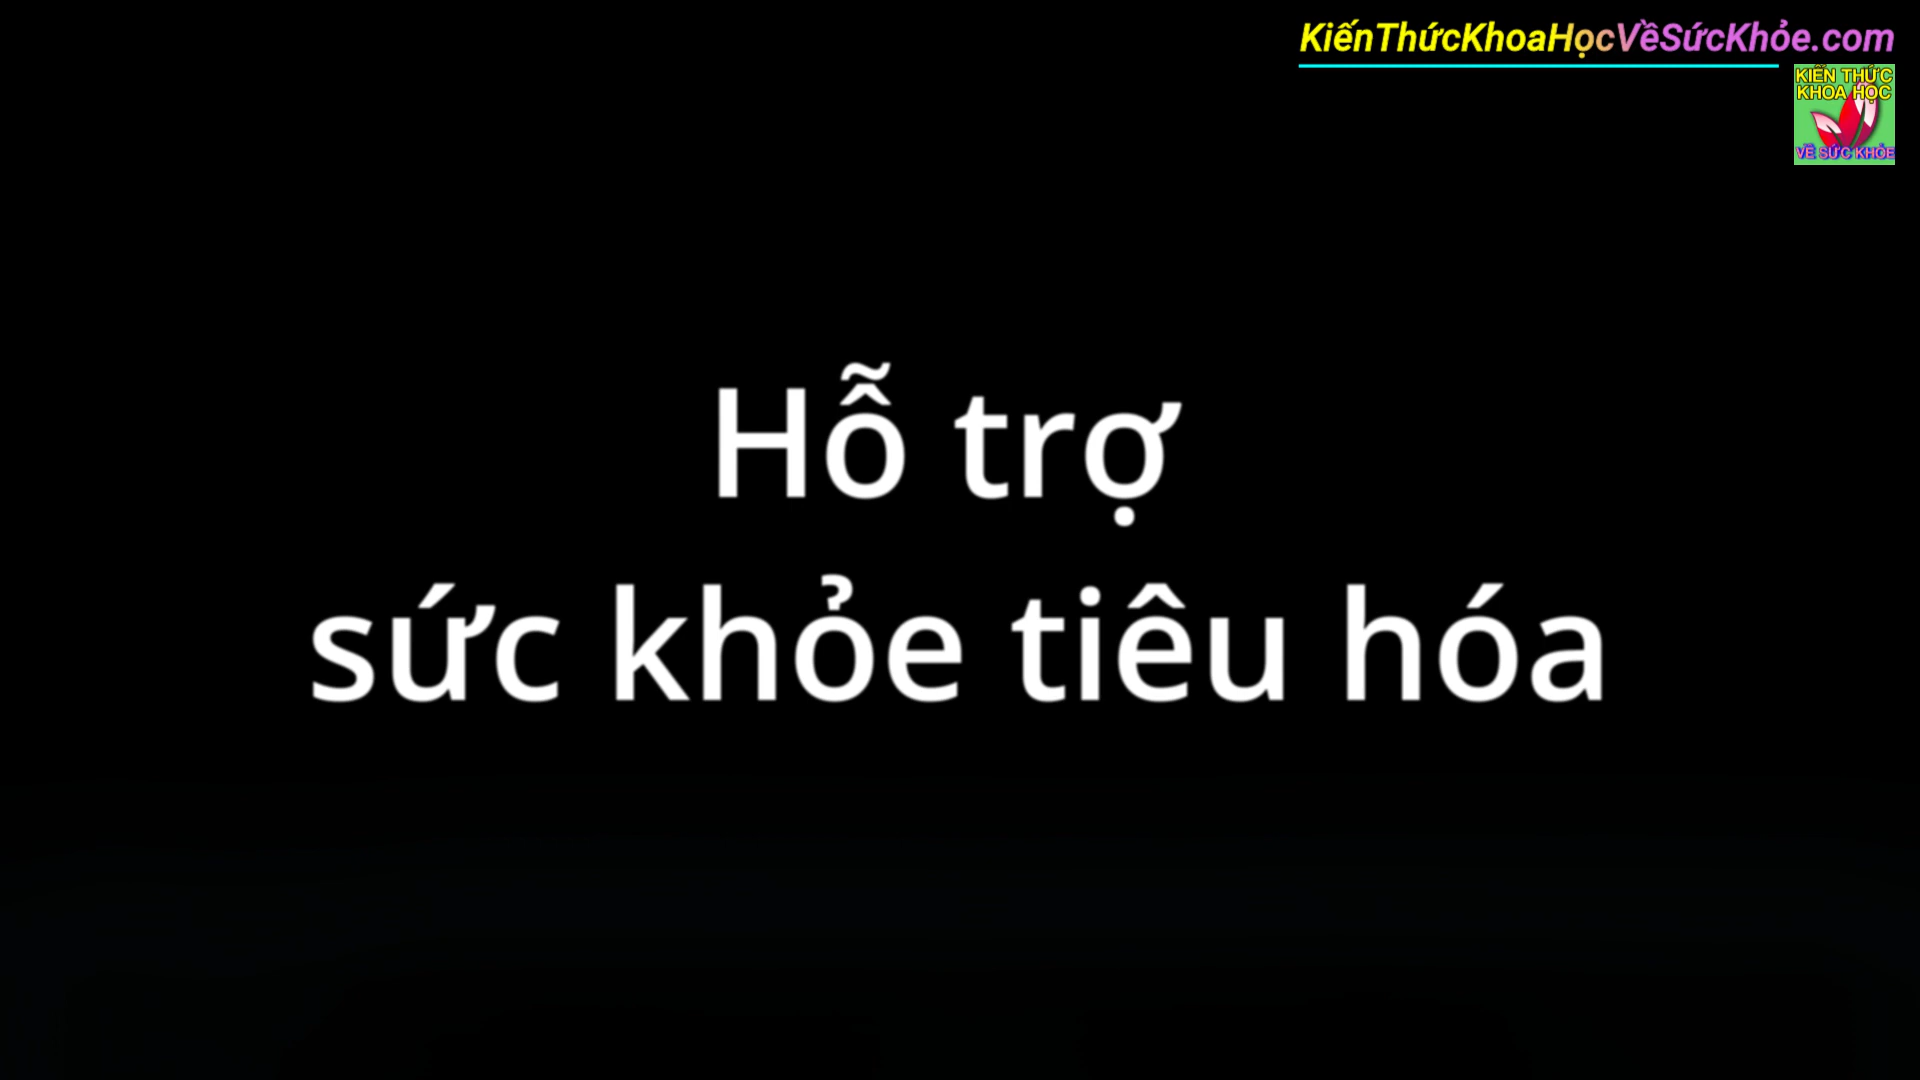 KiếnThứcKhoaHọcVềSứcKhỏe.com
KIẾN THỨC
KHOA HỌC
VỀ SỨC KHỎE
Hỗ trợ
sức khỏe tiêu hóa